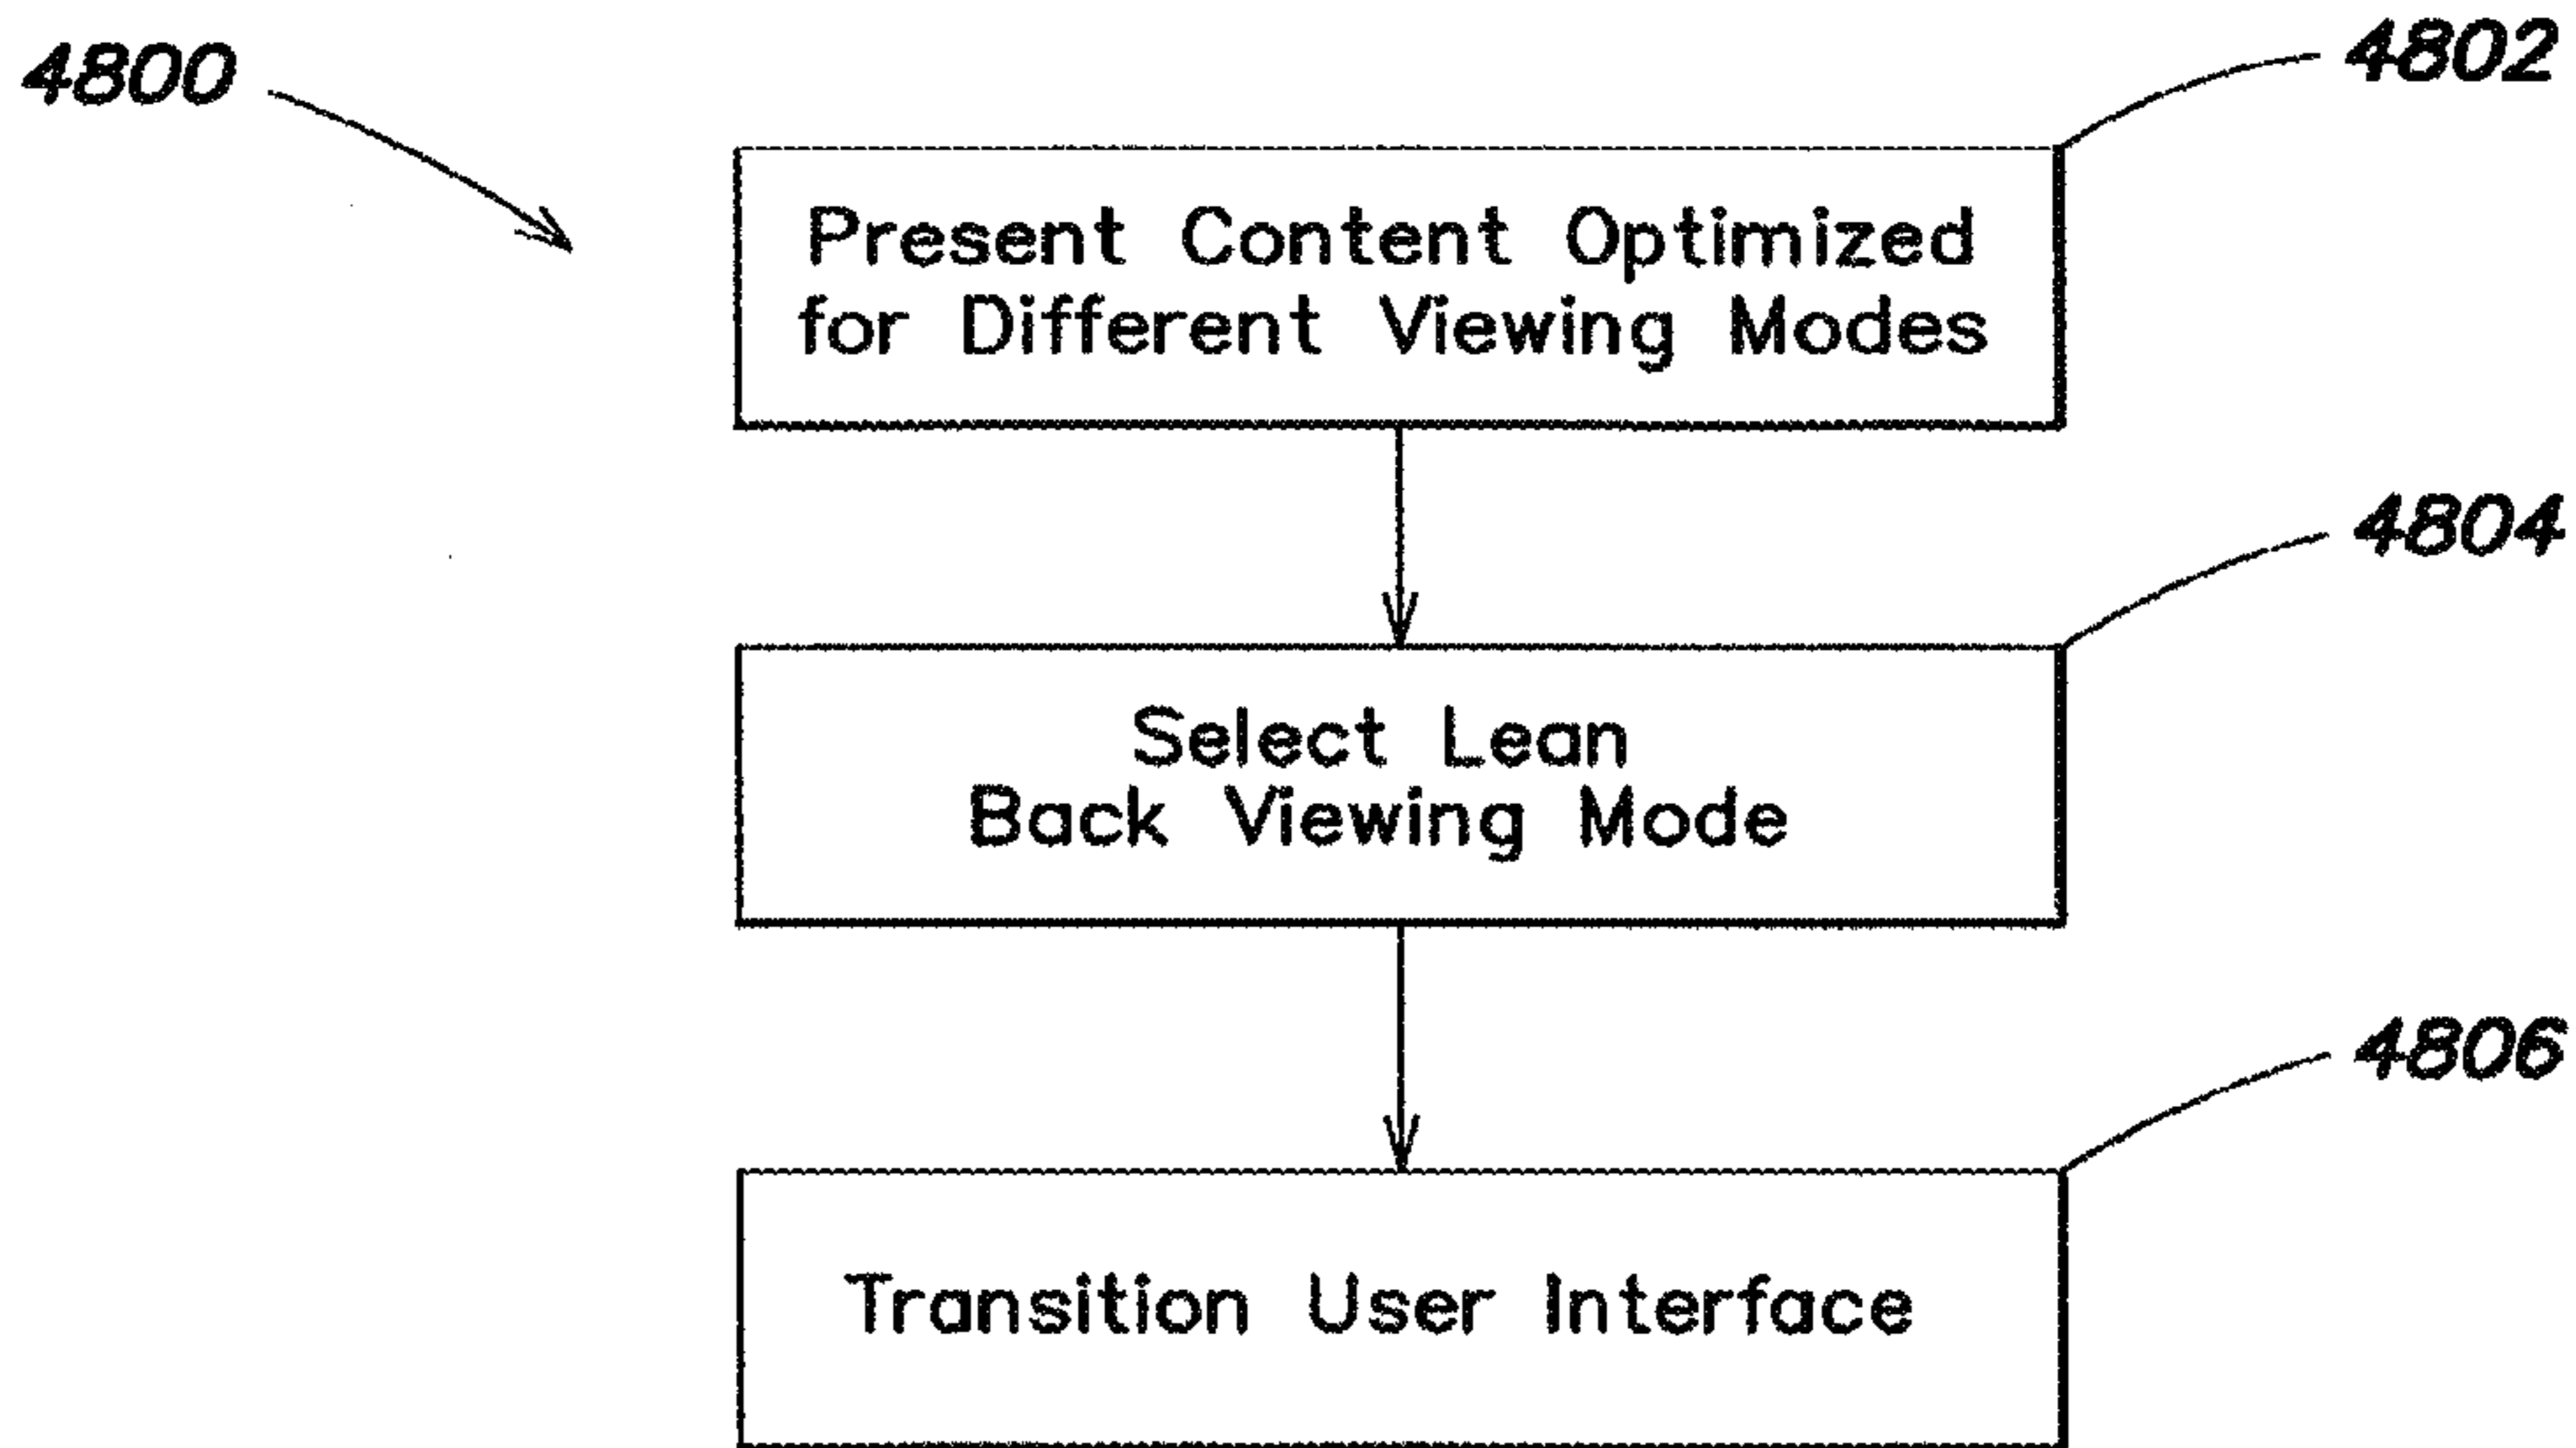 4800
4802
Present Content Optimized
for Different Viewing Modes
4804
Select Lean
Back Viewing Mode
4806
Transition User Interface